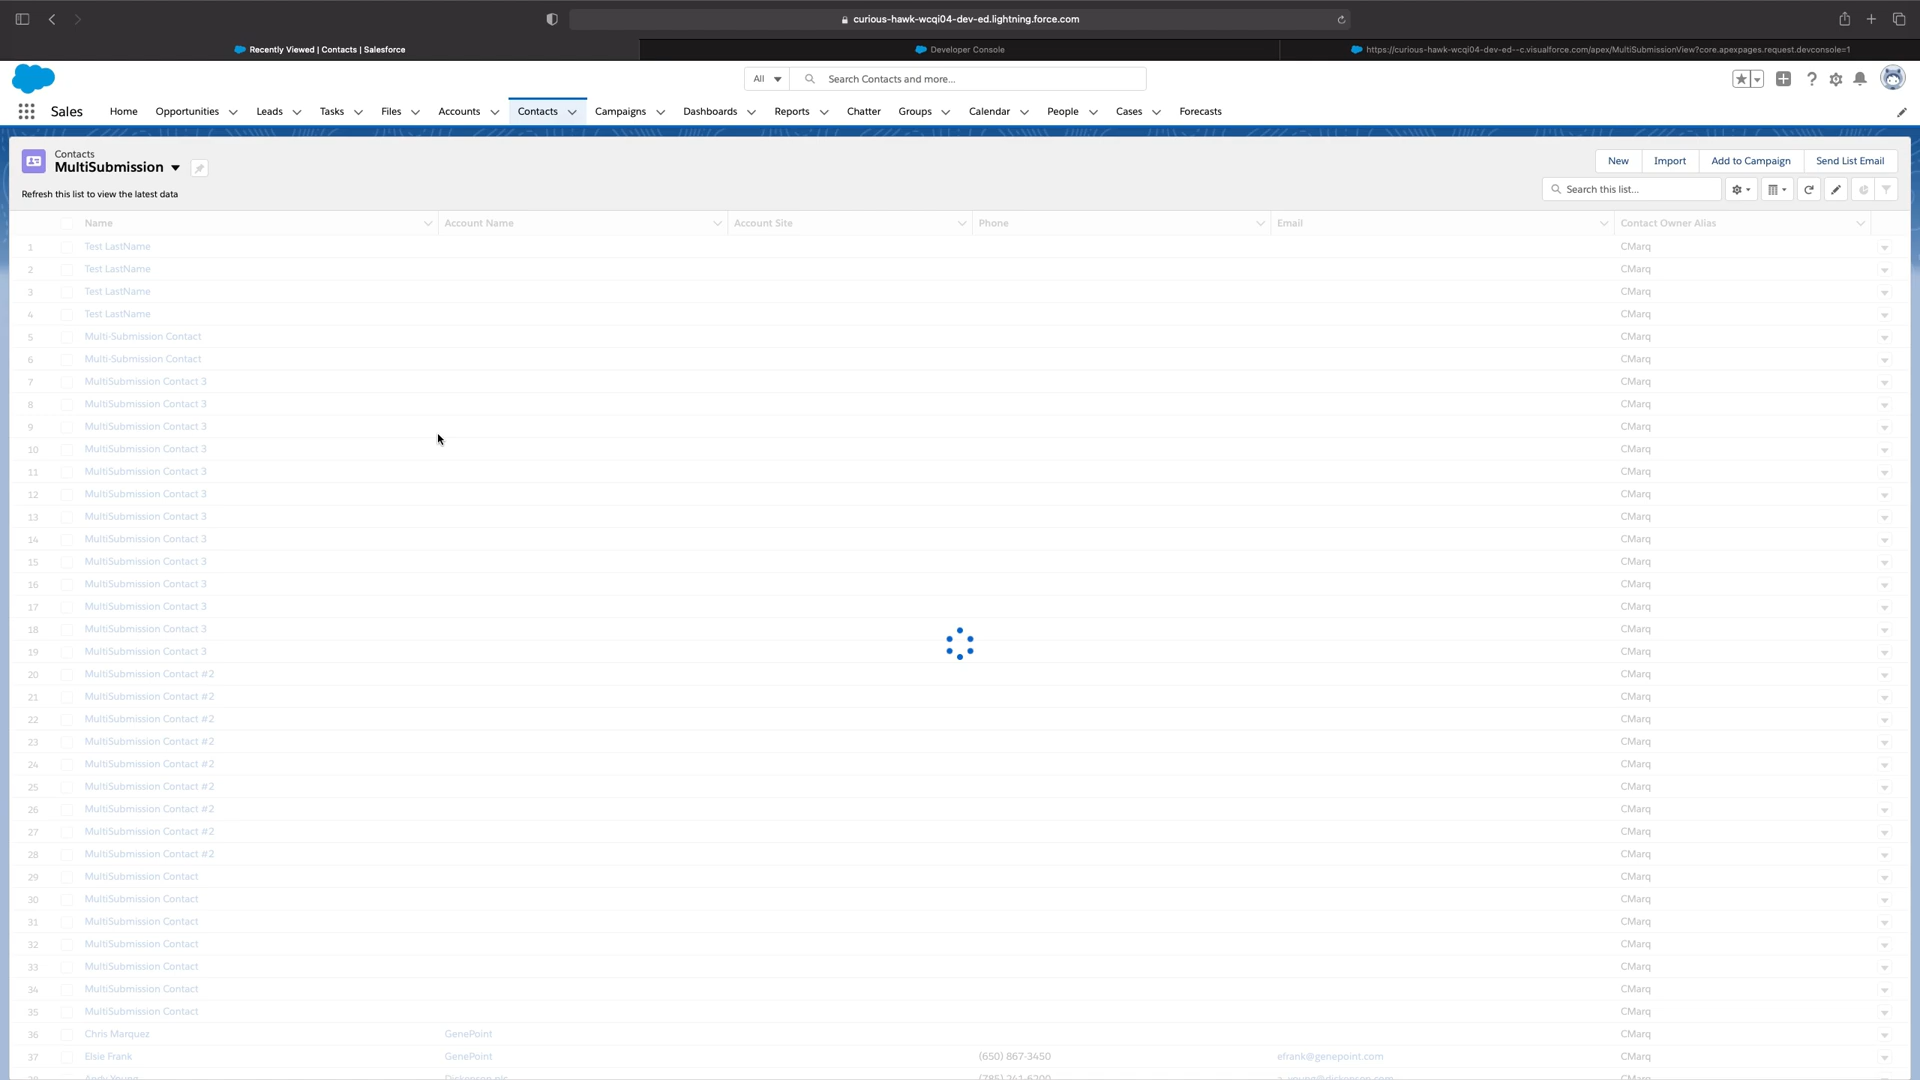 curious-hawk-wcqi04-dev-ed.lightning.force.com
Recently Viewed | Contacts | Salesforce
Developer Console
https://curious-hawk-wcqi04-dev-ed--c.visualforce.com/apex/MultiSubmissionView?core.apexpages.request.devconsole=1
All
Search Contacts and more...
Sales
Home
Opportunities
Leads
Tasks
Files
Accounts
Contacts
Campaigns
Dashboards
Reports
Chatter
Groups
Calendar
People
Cases
Forecasts
Contacts
MultiSubmission
New
Import
Add to Campaign
Send List Email
Refresh this list to view the latest data
Search this list...
Name Account Name Account Site Phone Email Contact Owner Alias
1 Test LastName CMarq
2 Test LastName CMarq
3 Test LastName CMarq
4 Test LastName CMarq
5 Multi-Submission Contact CMarq
6 Multi-Submission Contact CMarq
7 MultiSubmission Contact 3 CMarq
8 MultiSubmission Contact 3 CMarq
9 MultiSubmission Contact 3 CMarq
10 MultiSubmission Contact 3 CMarq
11 MultiSubmission Contact 3 CMarq
12 MultiSubmission Contact 3 CMarq
13 MultiSubmission Contact 3 CMarq
14 MultiSubmission Contact 3 CMarq
15 MultiSubmission Contact 3 CMarq
16 MultiSubmission Contact 3 CMarq
17 MultiSubmission Contact 3 CMarq
18 MultiSubmission Contact 3 CMarq
19 MultiSubmission Contact 3 CMarq
20 MultiSubmission Contact #2 CMarq
21 MultiSubmission Contact #2 CMarq
22 MultiSubmission Contact #2 CMarq
23 MultiSubmission Contact #2 CMarq
24 MultiSubmission Contact #2 CMarq
25 MultiSubmission Contact #2 CMarq
26 MultiSubmission Contact #2 CMarq
27 MultiSubmission Contact #2 CMarq
28 MultiSubmission Contact #2 CMarq
29 MultiSubmission Contact CMarq
30 MultiSubmission Contact CMarq
31 MultiSubmission Contact CMarq
32 MultiSubmission Contact CMarq
33 MultiSubmission Contact CMarq
34 MultiSubmission Contact CMarq
35 MultiSubmission Contact CMarq
36 Chris Marquez GenePoint CMarq
37 Elsie Frank GenePoint (650) 867-3450 efrank@genepoint.com CMarq